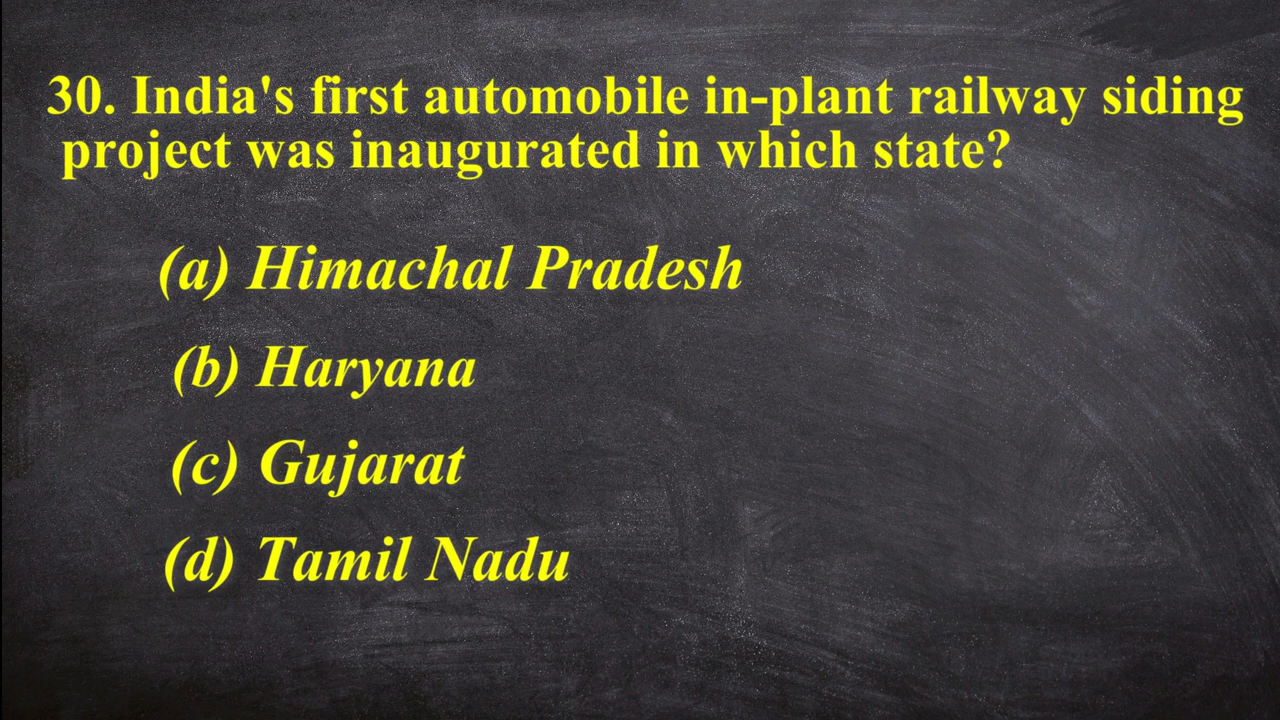 30. India's first automobile in-plant railway siding
project was inaugurated in which state?
(a) Himachal Pradesh
(b) Haryana
(c) Gujarat
(d) Tamil Nadu